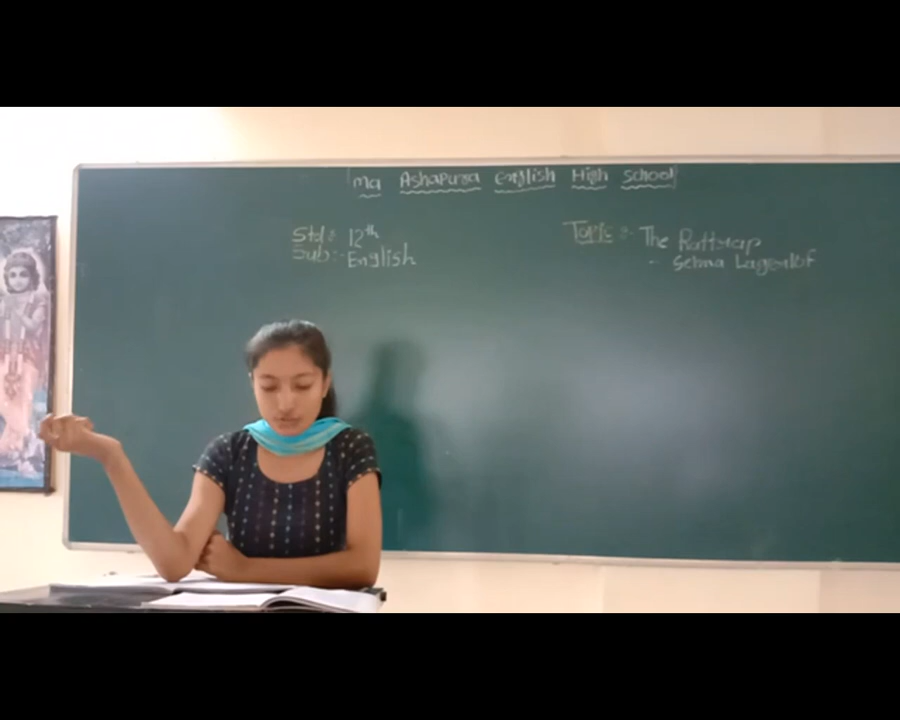 Ma Ashapura English High School
Std :- 12th
Sub :- English
Topic :- The Rattrap
- Selma Lagerlof